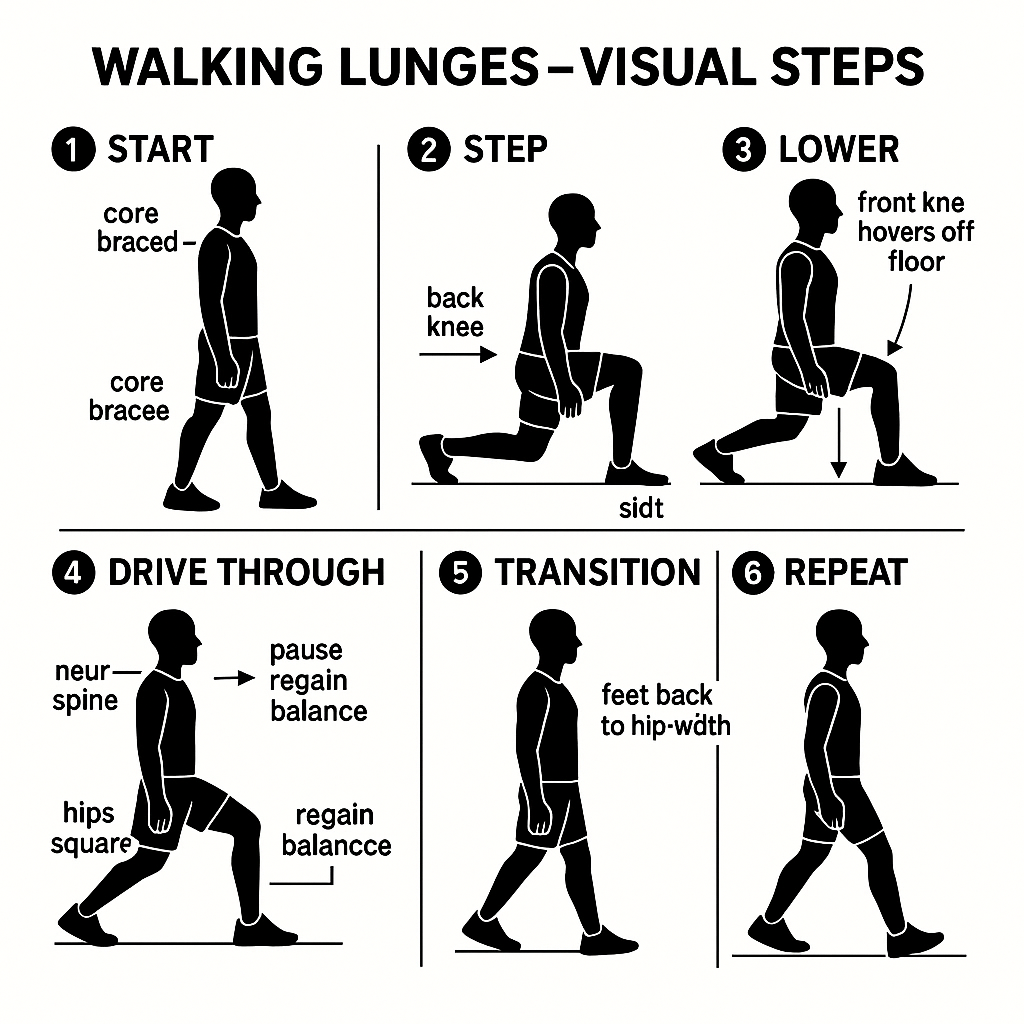 WALKING LUNGES–VISUAL STEPS
1 START
core
braced
core
bracee
2 STEP
back
knee
sidt
3 LOWER
front kne
hovers off
floor
4 DRIVE THROUGH
neur
spine
pause
regain
balance
hips
square
regain
balancce
5 TRANSITION
feet back
to hip-wdth
6 REPEAT